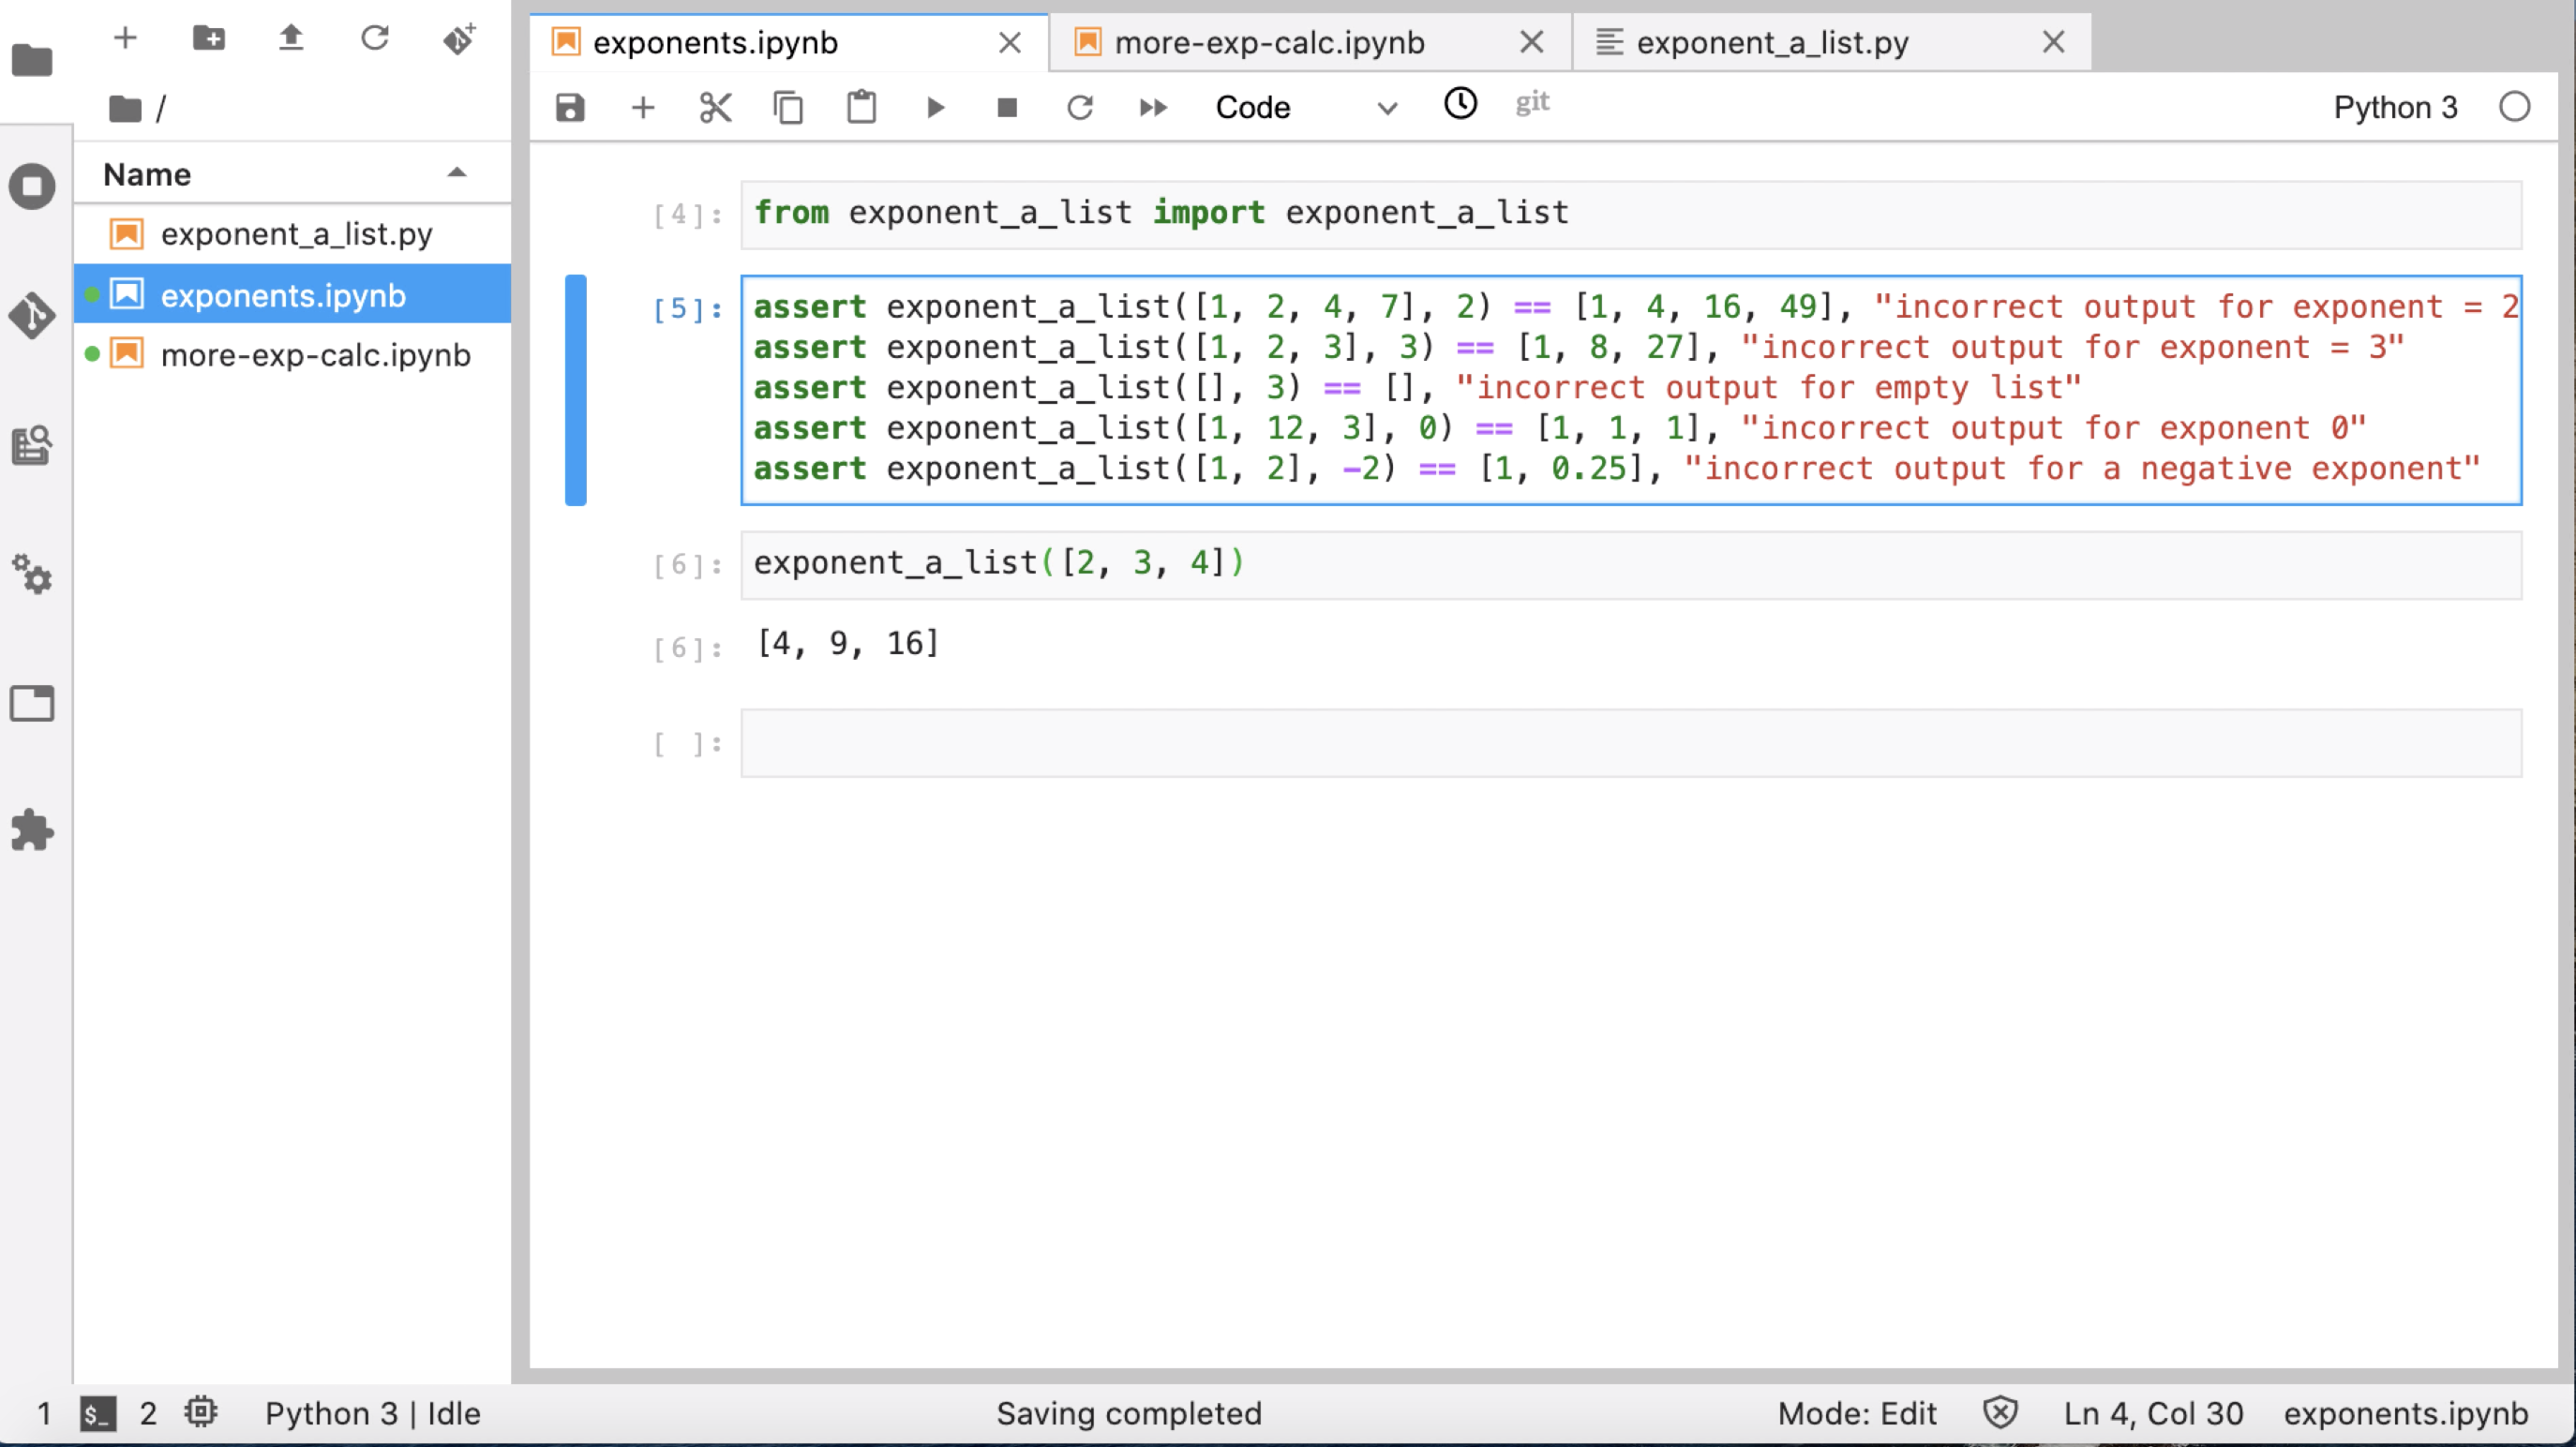 exponents.ipynb
more-exp-calc.ipynb
exponent_a_list.py
/
Code
git
Python 3
Name
exponent_a_list.py
exponents.ipynb
more-exp-calc.ipynb
[4]: from exponent_a_list import exponent_a_list
[5]: assert exponent_a_list([1, 2, 4, 7], 2) == [1, 4, 16, 49], "incorrect output for exponent = 2
assert exponent_a_list([1, 2, 3], 3) == [1, 8, 27], "incorrect output for exponent = 3"
assert exponent_a_list([], 3) == [], "incorrect output for empty list"
assert exponent_a_list([1, 12, 3], 0) == [1, 1, 1], "incorrect output for exponent 0"
assert exponent_a_list([1, 2], -2) == [1, 0.25], "incorrect output for a negative exponent"
[6]: exponent_a_list([2, 3, 4])
[6]: [4, 9, 16]
[ ]:
1 $_ 2 Python 3 | Idle Saving completed Mode: Edit Ln 4, Col 30 exponents.ipynb